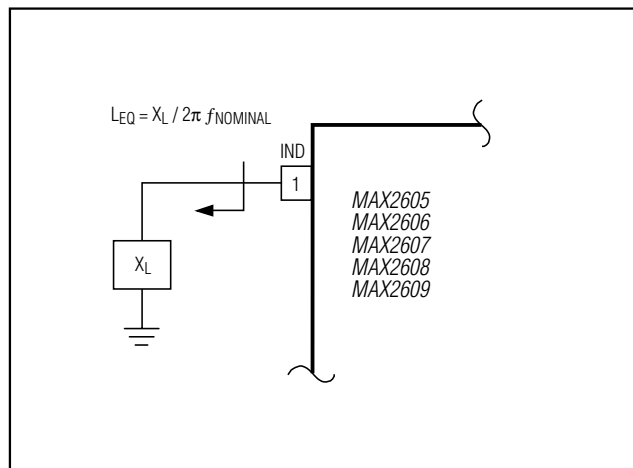 L_EQ = X_L / 2π f_NOMINAL
IND
1
MAX2605
MAX2606
MAX2607
MAX2608
MAX2609
X_L